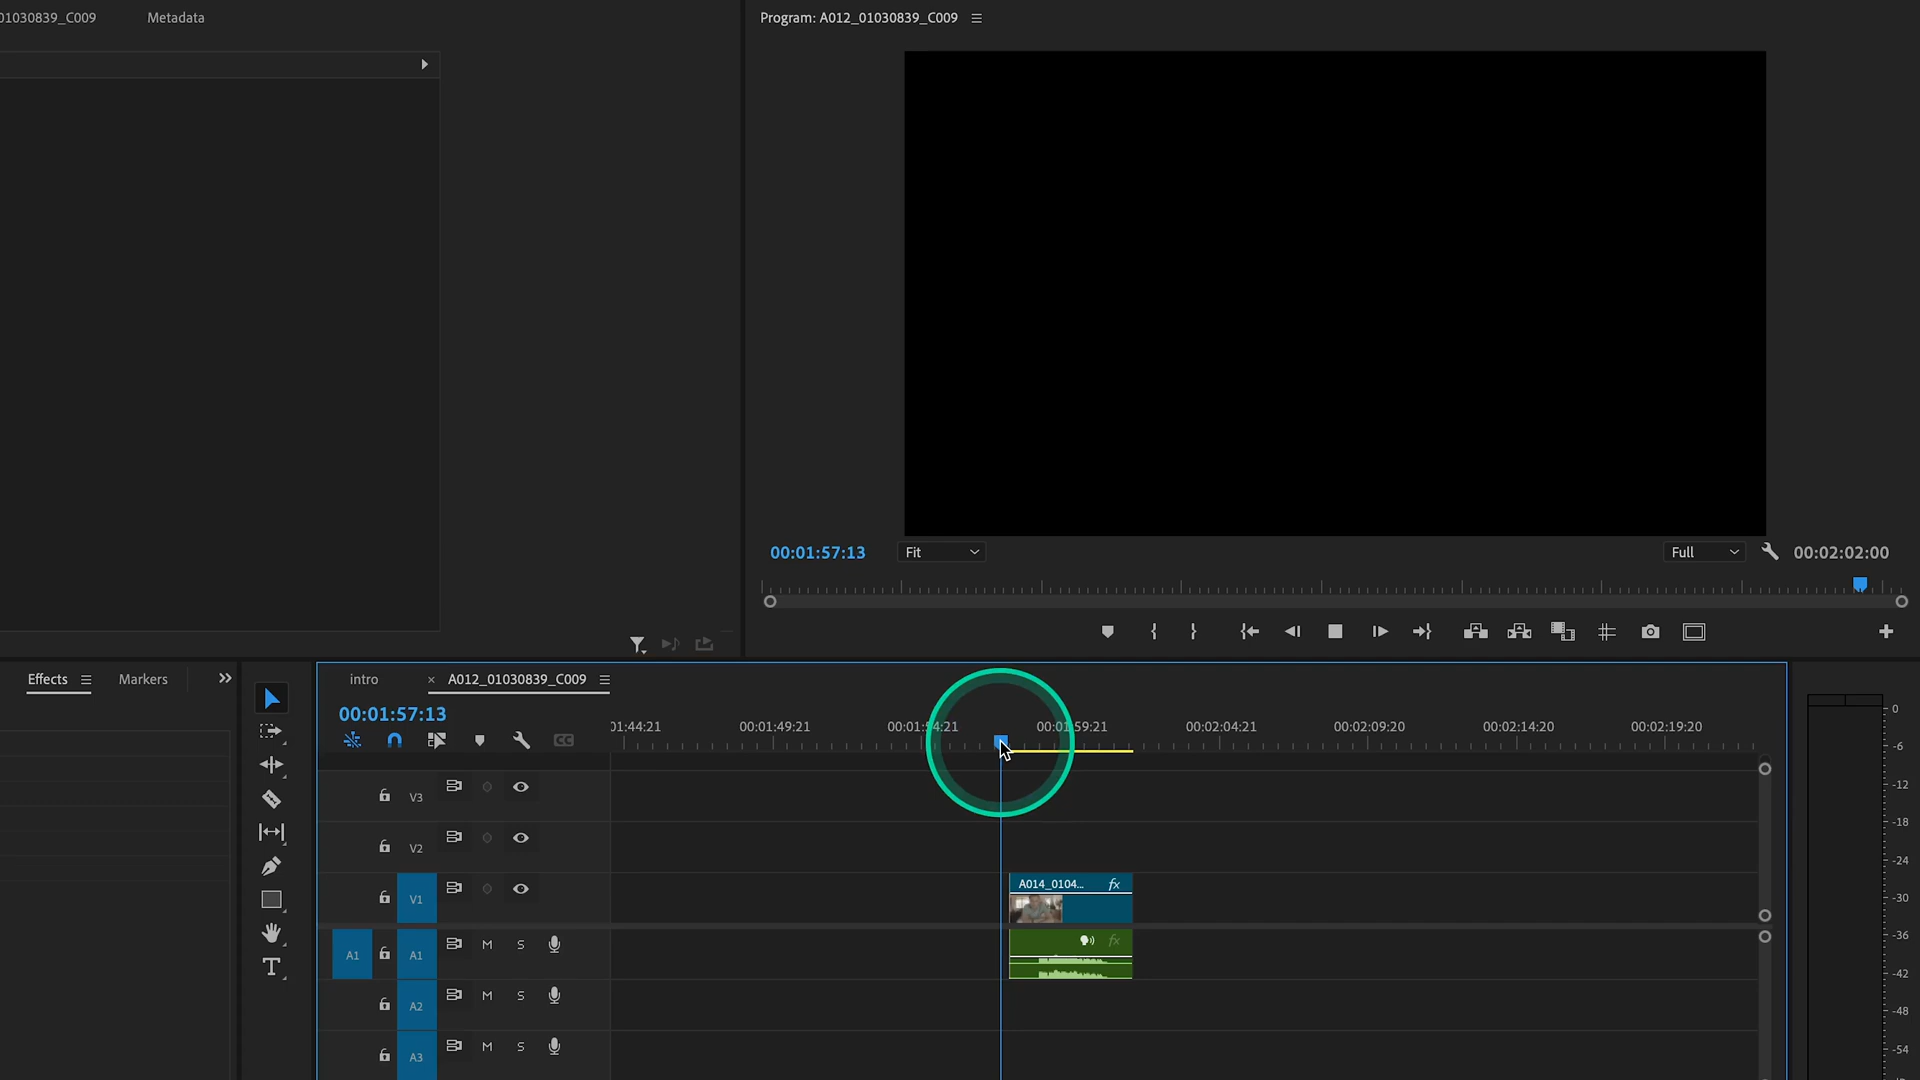 01030839_C009
Metadata
Program: A012_01030839_C009
00:01:57:13
Fit
Full
00:02:02:00
Effects
Markers
intro
× A012_01030839_C009
00:01:57:13
01:44:21
00:01:49:21
00:01:54:21
00:01:59:21
00:02:04:21
00:02:09:20
00:02:14:20
00:02:19:20
V3
V2
V1
A014_0104... fx
A1 A1 M S
fx
A2 M S
A3 M S
0
-6
-12
-18
-24
-30
-36
-42
-48
-54